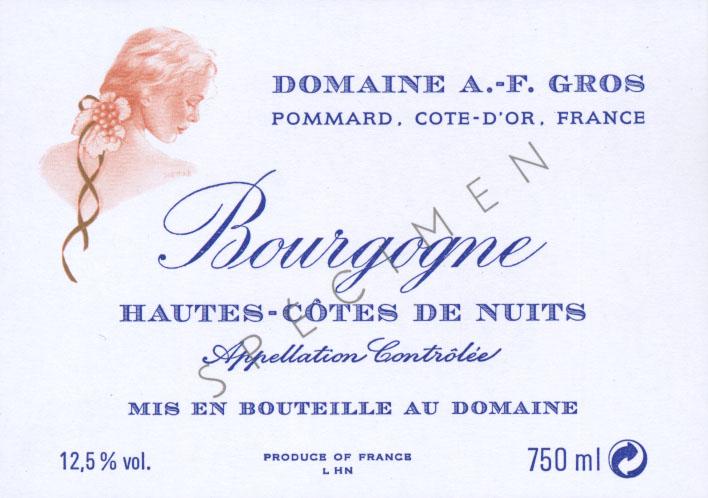 DOMAINE A.-F. GROS
POMMARD, COTE-D'OR, FRANCE
Bourgogne
HAUTES-CÔTES DE NUITS
Appellation Contrôlée
MIS EN BOUTEILLE AU DOMAINE
12,5 % vol.
PRODUCE OF FRANCE
L HN
750 ml
SPÉCIMEN